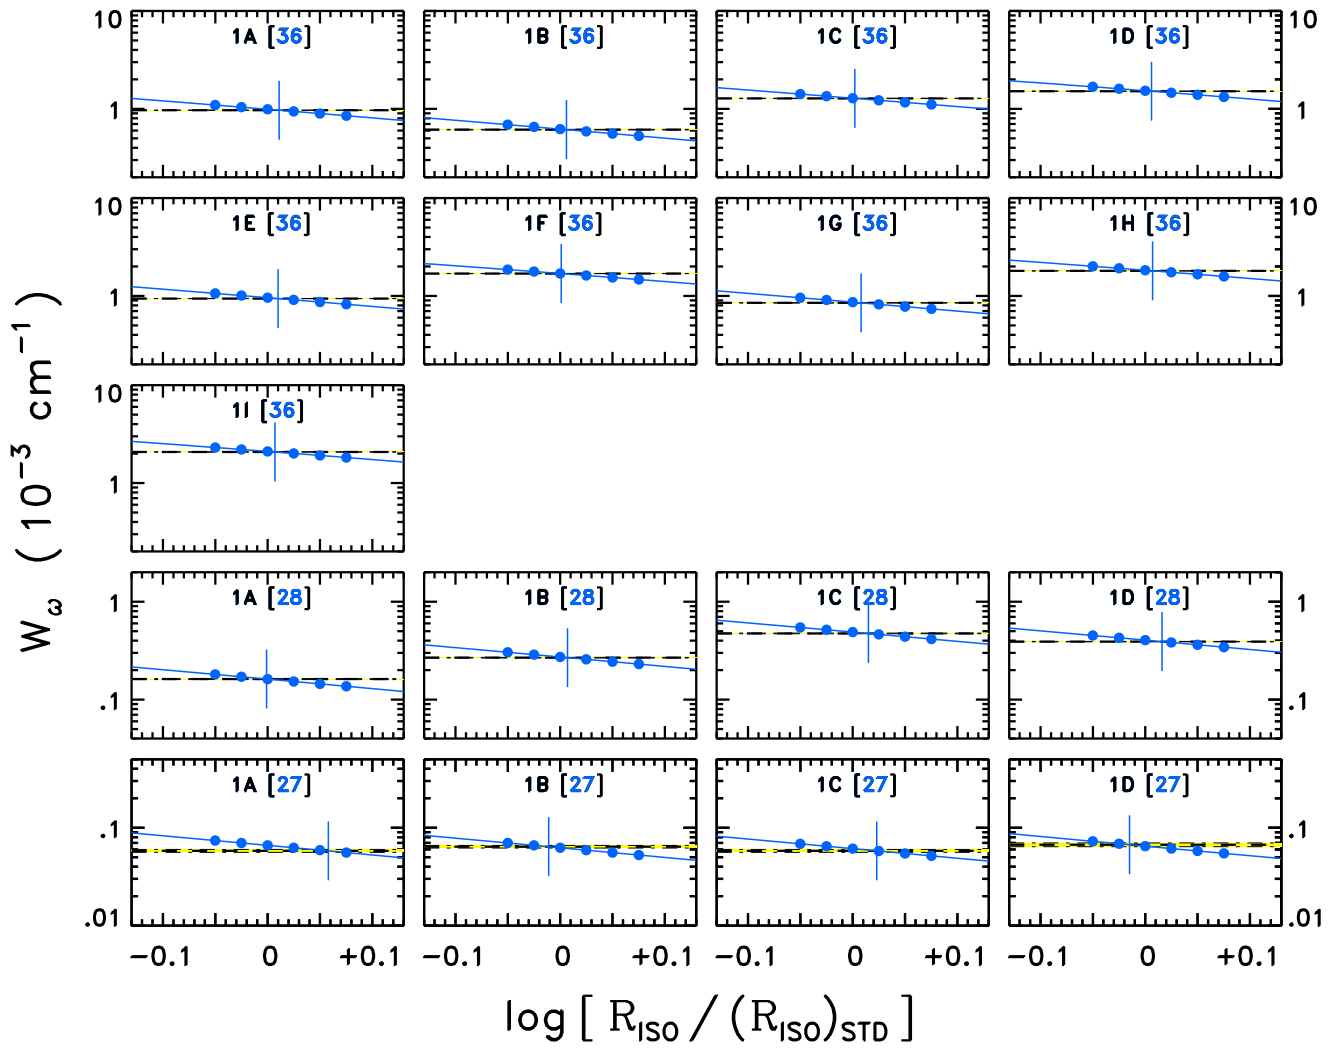 10 1A [36] 1B [36] 1C [36] 1D [36] 10
1 1
10 1E [36] 1F [36] 1G [36] 1H [36] 10
1 1
10 1I [36]
1
W_ω ( 10⁻³ cm⁻¹ )
1 1A [28] 1B [28] 1C [28] 1D [28] 1
.1 .1
1A [27] 1B [27] 1C [27] 1D [27]
.1 .1
.01 .01
−0.1 0 +0.1 −0.1 0 +0.1 −0.1 0 +0.1 −0.1 0 +0.1
log [ R_ISO / (R_ISO)_STD ]